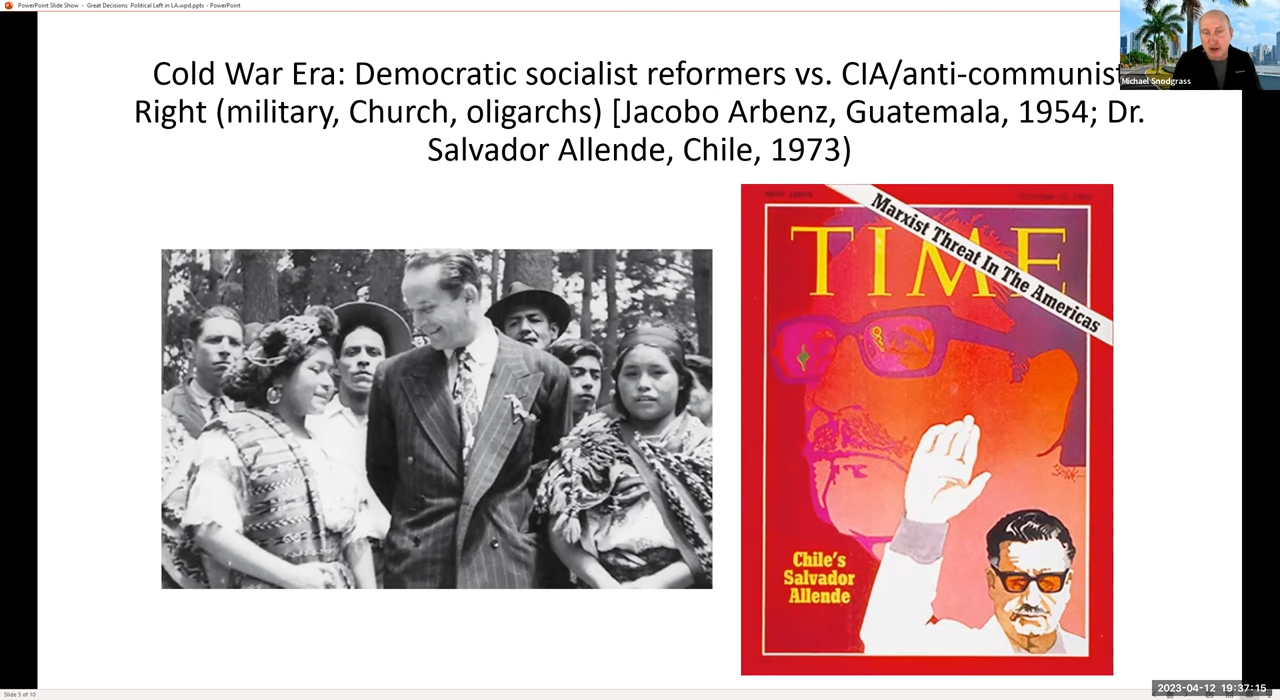 PowerPoint Slide Show - Great Decisions Political Left in LA.wpd.pptx - PowerPoint
Michael Snodgrass
Cold War Era: Democratic socialist reformers vs. CIA/anti-communist
Right (military, Church, oligarchs) [Jacobo Arbenz, Guatemala, 1954; Dr.
Salvador Allende, Chile, 1973)
Marxist Threat In The Americas
TIME
Chile's
Salvador
Allende
Slide 5 of 10
2023-04-12 19:37:15